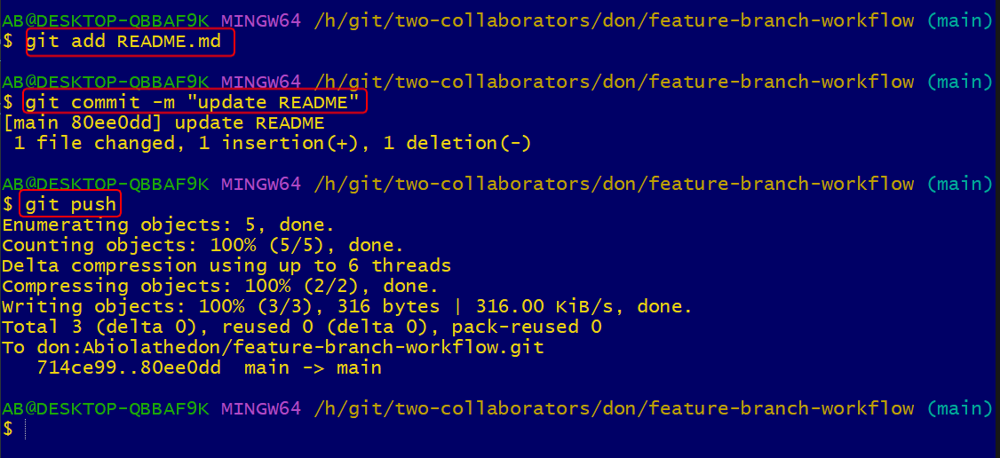 AB@DESKTOP-QBBAF9K MINGW64 /h/git/two-collaborators/don/feature-branch-workflow (main)
$ git add README.md
AB@DESKTOP-QBBAF9K MINGW64 /h/git/two-collaborators/don/feature-branch-workflow (main)
$ git commit -m "update README"
[main 80ee0dd] update README
 1 file changed, 1 insertion(+), 1 deletion(-)
AB@DESKTOP-QBBAF9K MINGW64 /h/git/two-collaborators/don/feature-branch-workflow (main)
$ git push
Enumerating objects: 5, done.
Counting objects: 100% (5/5), done.
Delta compression using up to 6 threads
Compressing objects: 100% (2/2), done.
Writing objects: 100% (3/3), 316 bytes | 316.00 KiB/s, done.
Total 3 (delta 0), reused 0 (delta 0), pack-reused 0
To don:Abiolathedon/feature-branch-workflow.git
   714ce99..80ee0dd  main -> main
AB@DESKTOP-QBBAF9K MINGW64 /h/git/two-collaborators/don/feature-branch-workflow (main)
$